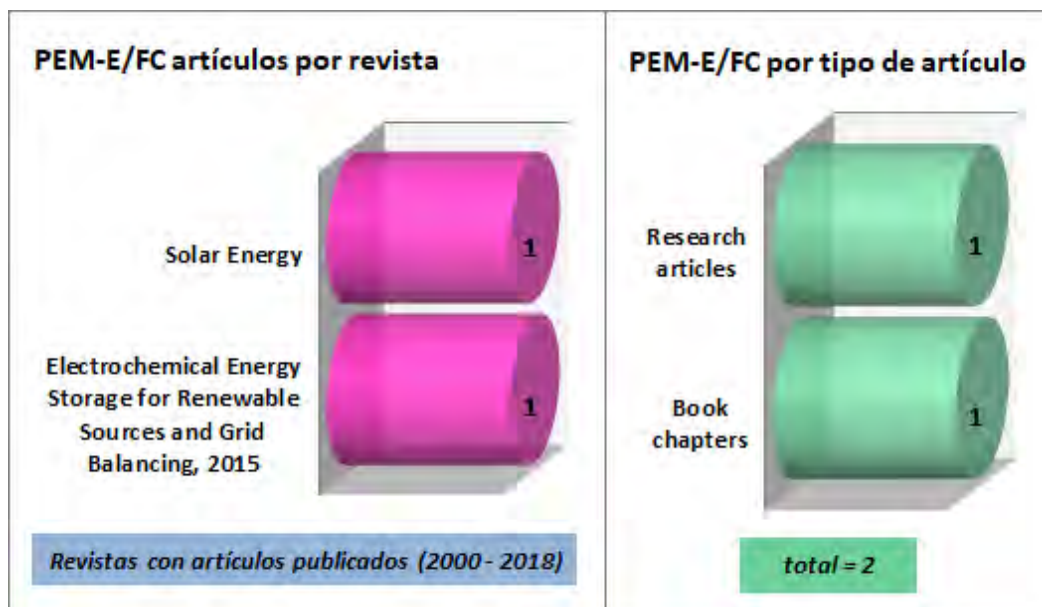 PEM-E/FC artículos por revista
Solar Energy
1
Electrochemical Energy
Storage for Renewable
Sources and Grid
Balancing, 2015
1
Revistas con artículos publicados (2000 - 2018)
PEM-E/FC por tipo de artículo
Research
articles
1
Book
chapters
1
total = 2